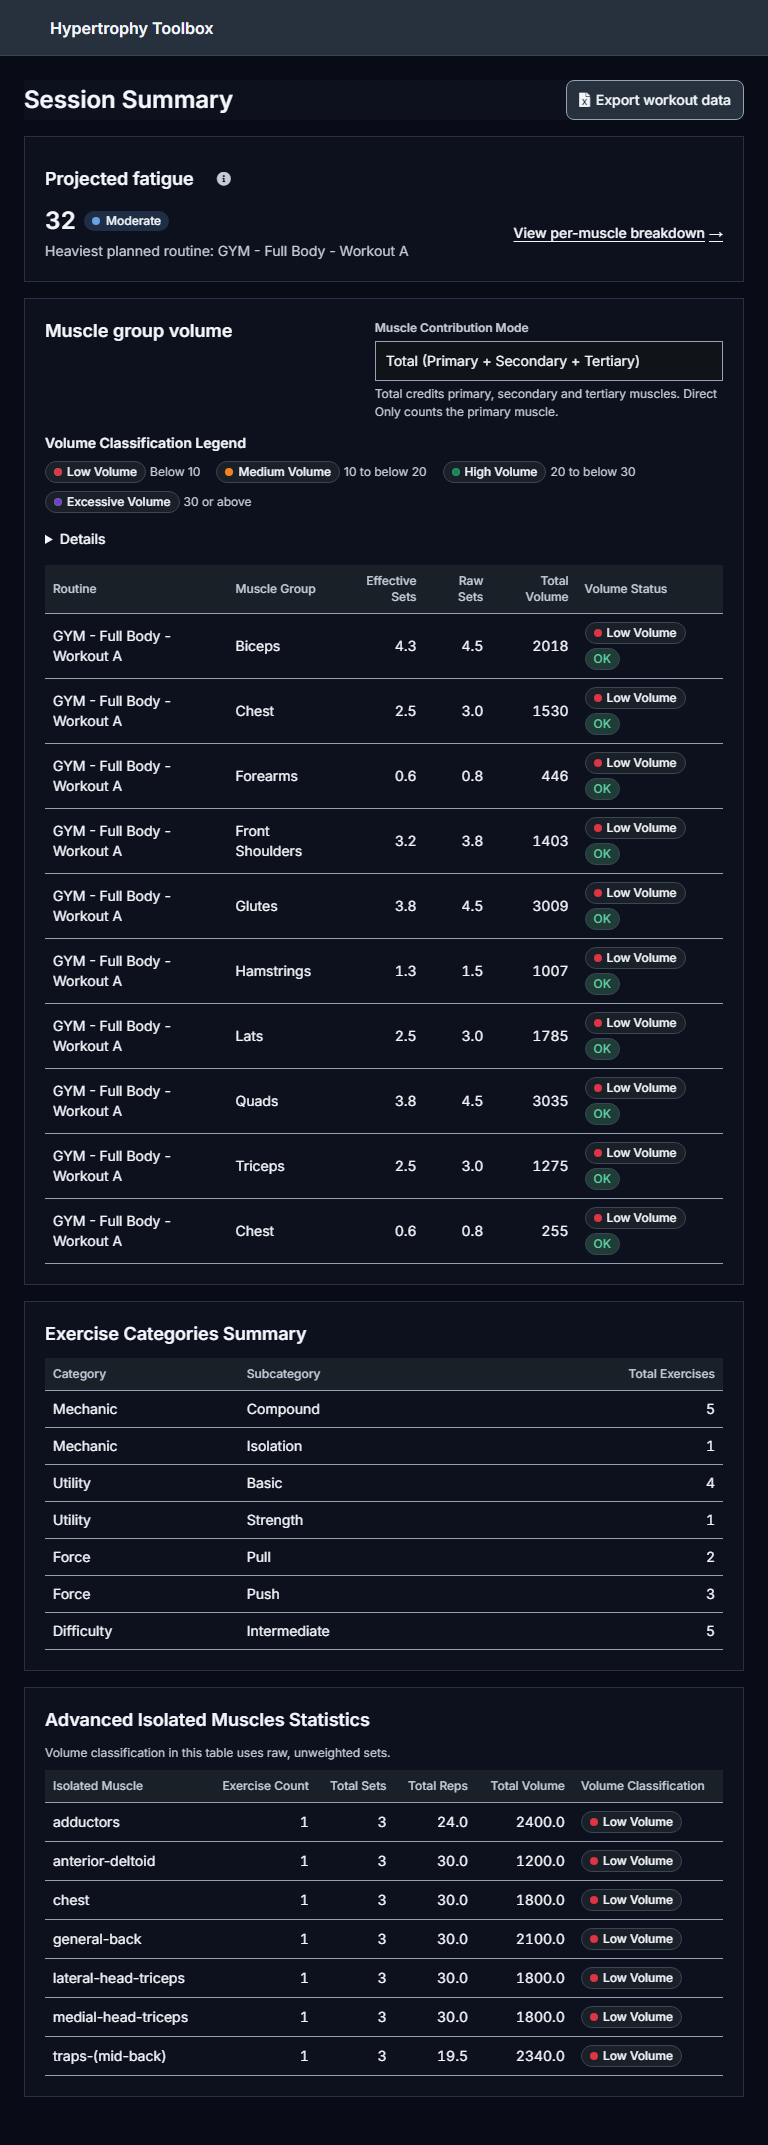 Hypertrophy Toolbox
Session Summary
Export workout data
Projected fatigue
32 Moderate
Heaviest planned routine: GYM - Full Body - Workout A
View per-muscle breakdown →
Muscle group volume
Muscle Contribution Mode
Total (Primary + Secondary + Tertiary)
Total credits primary, secondary and tertiary muscles. Direct
Only counts the primary muscle.
Volume Classification Legend
Low Volume Below 10 Medium Volume 10 to below 20 High Volume 20 to below 30
Excessive Volume 30 or above
Details
Routine Muscle Group Effective Sets Raw Sets Total Volume Volume Status
GYM - Full Body - Workout A Biceps 4.3 4.5 2018 Low Volume OK
GYM - Full Body - Workout A Chest 2.5 3.0 1530 Low Volume OK
GYM - Full Body - Workout A Forearms 0.6 0.8 446 Low Volume OK
GYM - Full Body - Workout A Front Shoulders 3.2 3.8 1403 Low Volume OK
GYM - Full Body - Workout A Glutes 3.8 4.5 3009 Low Volume OK
GYM - Full Body - Workout A Hamstrings 1.3 1.5 1007 Low Volume OK
GYM - Full Body - Workout A Lats 2.5 3.0 1785 Low Volume OK
GYM - Full Body - Workout A Quads 3.8 4.5 3035 Low Volume OK
GYM - Full Body - Workout A Triceps 2.5 3.0 1275 Low Volume OK
GYM - Full Body - Workout A Chest 0.6 0.8 255 Low Volume OK
Exercise Categories Summary
Category Subcategory Total Exercises
Mechanic Compound 5
Mechanic Isolation 1
Utility Basic 4
Utility Strength 1
Force Pull 2
Force Push 3
Difficulty Intermediate 5
Advanced Isolated Muscles Statistics
Volume classification in this table uses raw, unweighted sets.
Isolated Muscle Exercise Count Total Sets Total Reps Total Volume Volume Classification
adductors 1 3 24.0 2400.0 Low Volume
anterior-deltoid 1 3 30.0 1200.0 Low Volume
chest 1 3 30.0 1800.0 Low Volume
general-back 1 3 30.0 2100.0 Low Volume
lateral-head-triceps 1 3 30.0 1800.0 Low Volume
medial-head-triceps 1 3 30.0 1800.0 Low Volume
traps-(mid-back) 1 3 19.5 2340.0 Low Volume